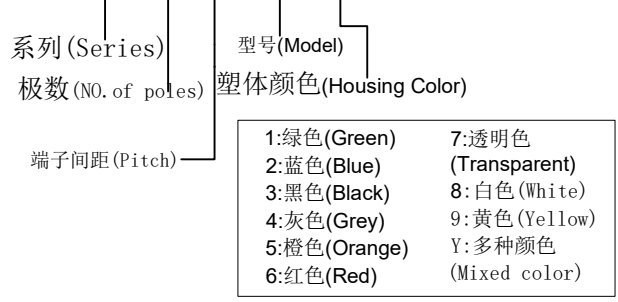 系列(Series)
型号(Model)
极数(NO.of poles)
塑体颜色(Housing Color)
端子间距(Pitch)
1:绿色(Green)
2:蓝色(Blue)
3:黑色(Black)
4:灰色(Grey)
5:橙色(Orange)
6:红色(Red)
7:透明色
(Transparent)
8:白色(White)
9:黄色(Yellow)
Y:多种颜色
(Mixed color)